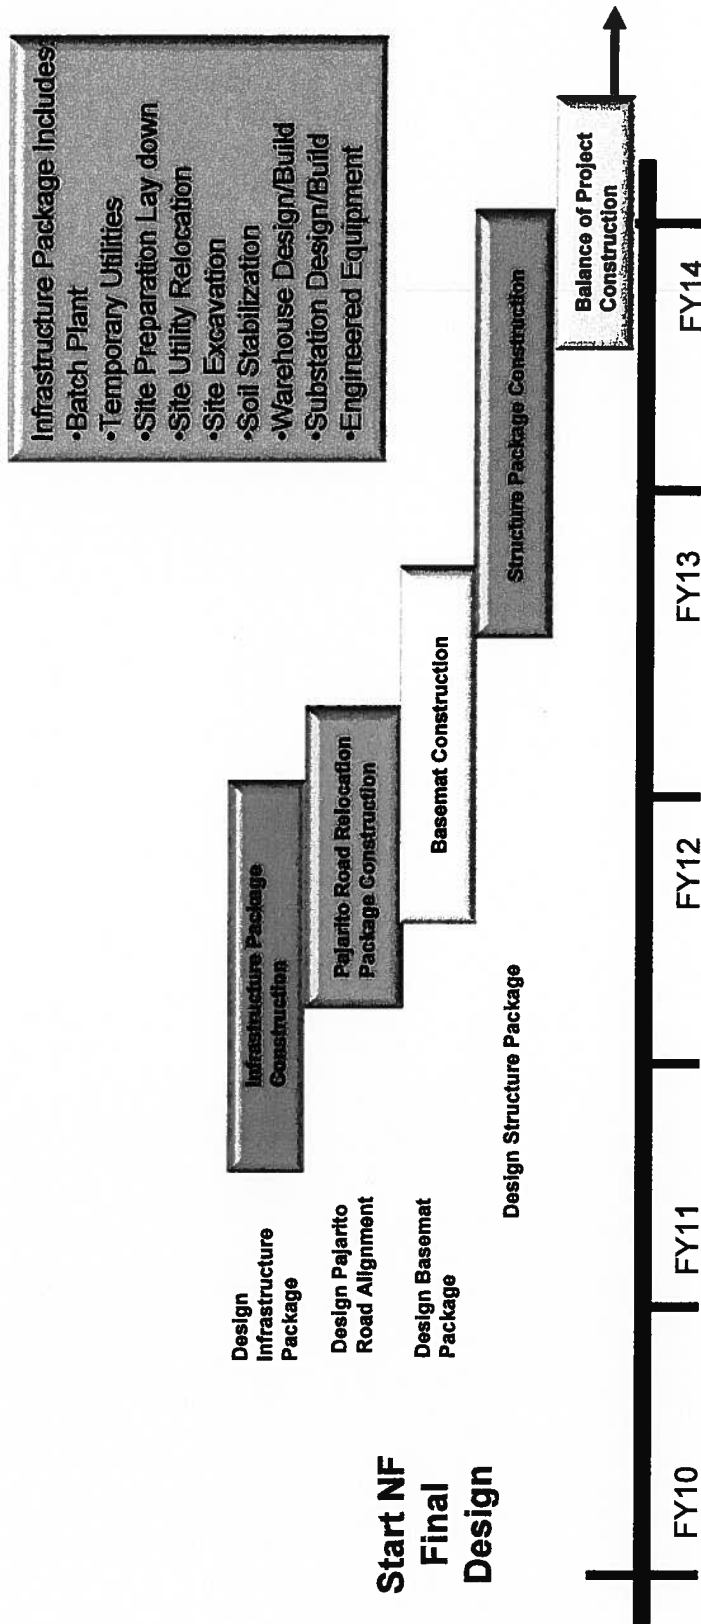 Infrastructure Package Includes:
•Batch Plant
•Temporary Utilities
•Site Preparation Lay down
•Site Utility Relocation
•Site Excavation
•Soil Stabilization
•Warehouse Design/Build
•Substation Design/Build
•Engineered Equipment
Design
Infrastructure
Package
Infrastructure Package
Construction
Design Pajarito
Road Alignment
Pajarito Road Relocation
Package Construction
Start NF
Final
Design
Design Basemat
Package
Basemat Construction
Design Structure Package
Structure Package Construction
Balance of Project
Construction
FY10
FY11
FY12
FY13
FY14